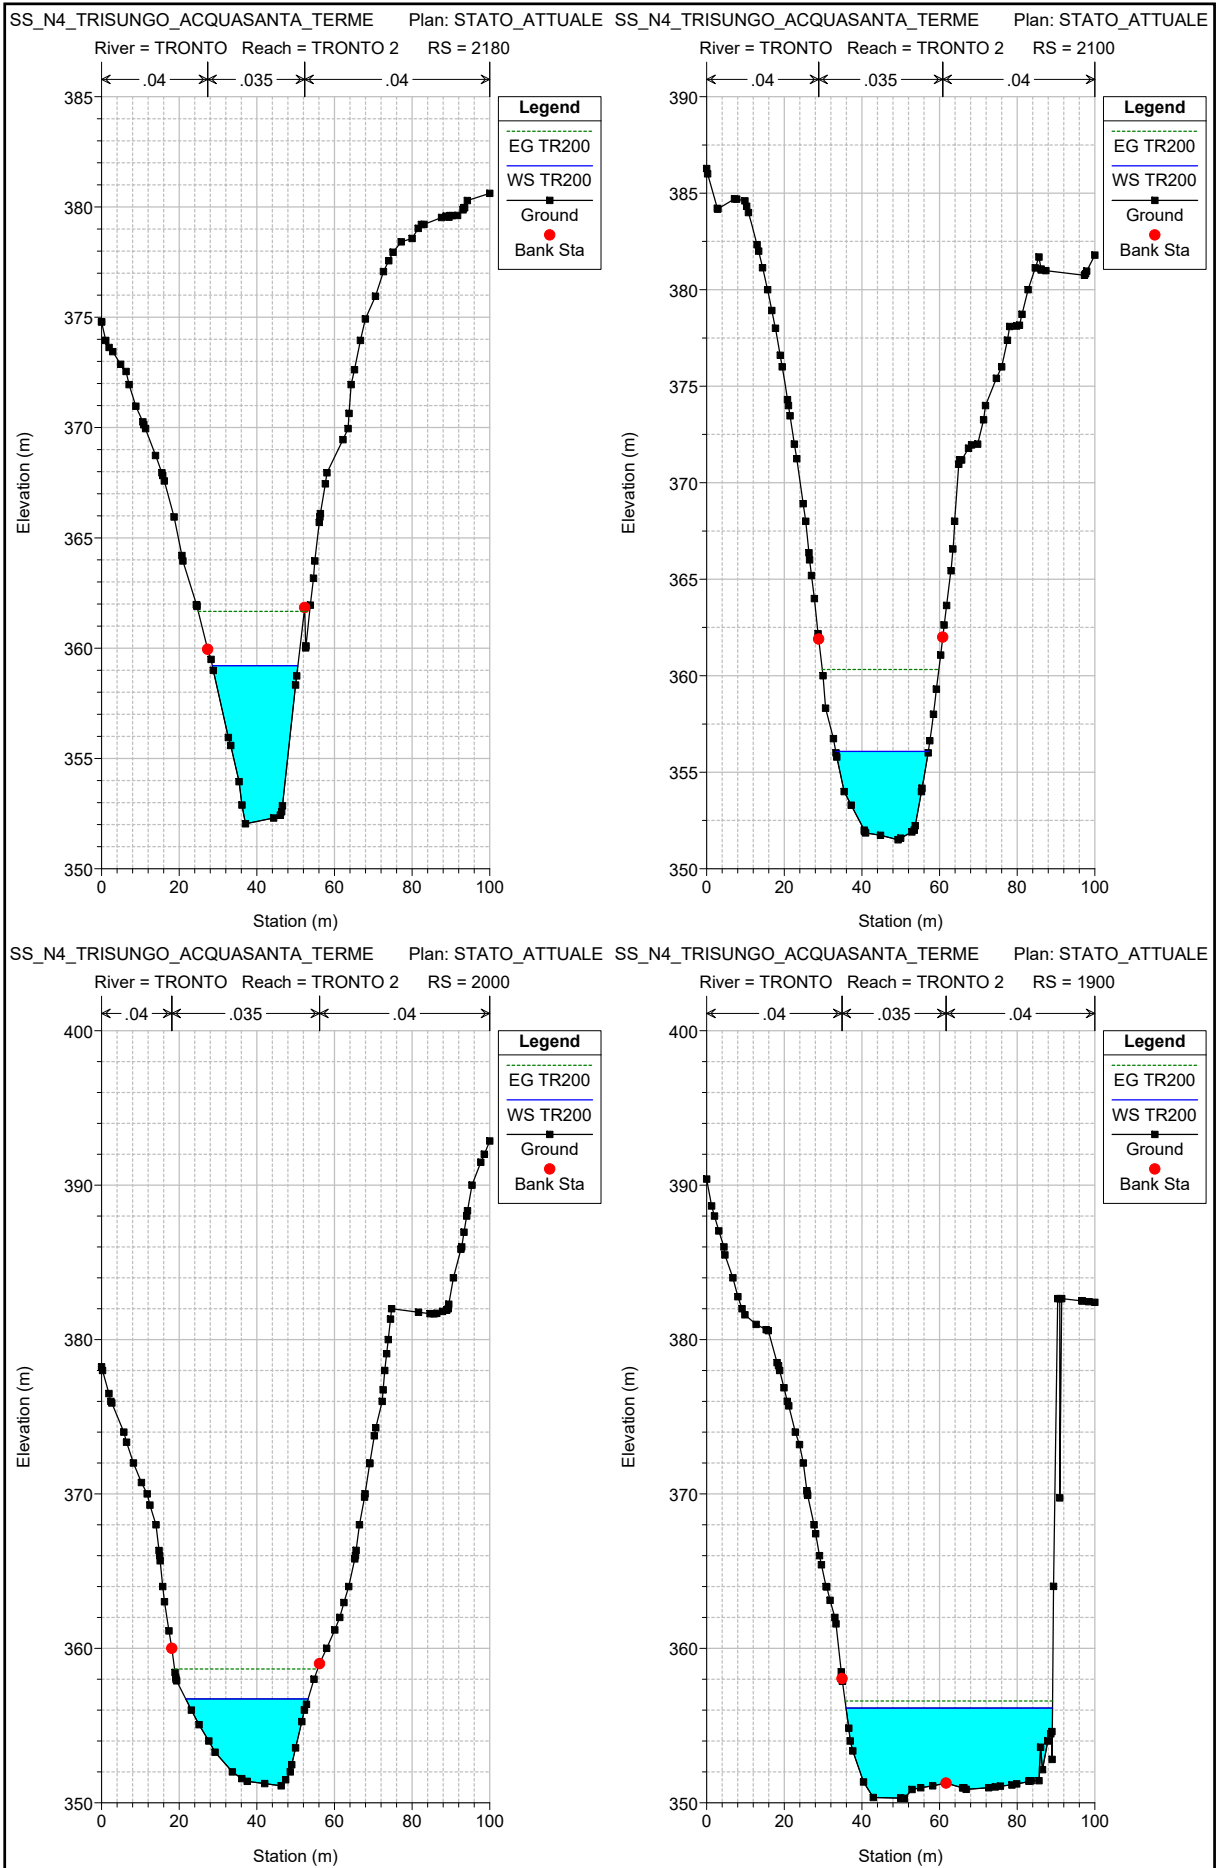 SS_N4_TRISUNGO_ACQUASANTA_TERME Plan: STATO_ATTUALE
River = TRONTO Reach = TRONTO 2 RS = 2180
.04 .035 .04
Legend
EG TR200
WS TR200
Ground
Bank Sta
385
380
375
370
365
360
355
350
Elevation (m)
0 20 40 60 80 100
Station (m)
SS_N4_TRISUNGO_ACQUASANTA_TERME Plan: STATO_ATTUALE
River = TRONTO Reach = TRONTO 2 RS = 2100
.04 .035 .04
Legend
EG TR200
WS TR200
Ground
Bank Sta
390
385
380
375
370
365
360
355
350
Elevation (m)
0 20 40 60 80 100
Station (m)
SS_N4_TRISUNGO_ACQUASANTA_TERME Plan: STATO_ATTUALE
River = TRONTO Reach = TRONTO 2 RS = 2000
.04 .035 .04
Legend
EG TR200
WS TR200
Ground
Bank Sta
400
390
380
370
360
350
Elevation (m)
0 20 40 60 80 100
Station (m)
SS_N4_TRISUNGO_ACQUASANTA_TERME Plan: STATO_ATTUALE
River = TRONTO Reach = TRONTO 2 RS = 1900
.04 .035 .04
Legend
EG TR200
WS TR200
Ground
Bank Sta
400
390
380
370
360
350
Elevation (m)
0 20 40 60 80 100
Station (m)